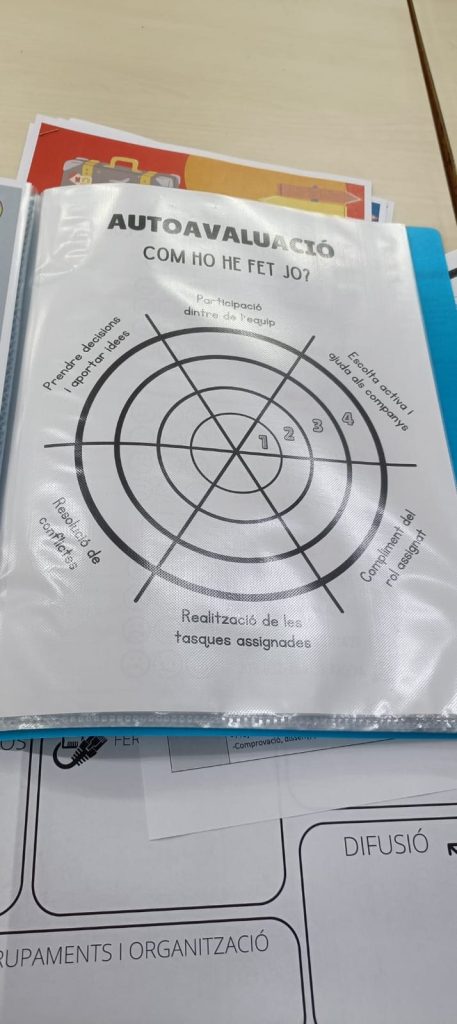 AUTOAVALUACIÓ
COM HO HE FET JO?
Participació
dintre de l'equip
Prendre decisions
i aportar idees
Escolta activa i
ajuda als companys
1 2 3 4
Resolució de
conflictes
Compliment del
rol assignat
Realització de les
tasques assignades
FER
-Comprovació,
DIFUSIÓ
RUPAMENTS I ORGANITZACIÓ